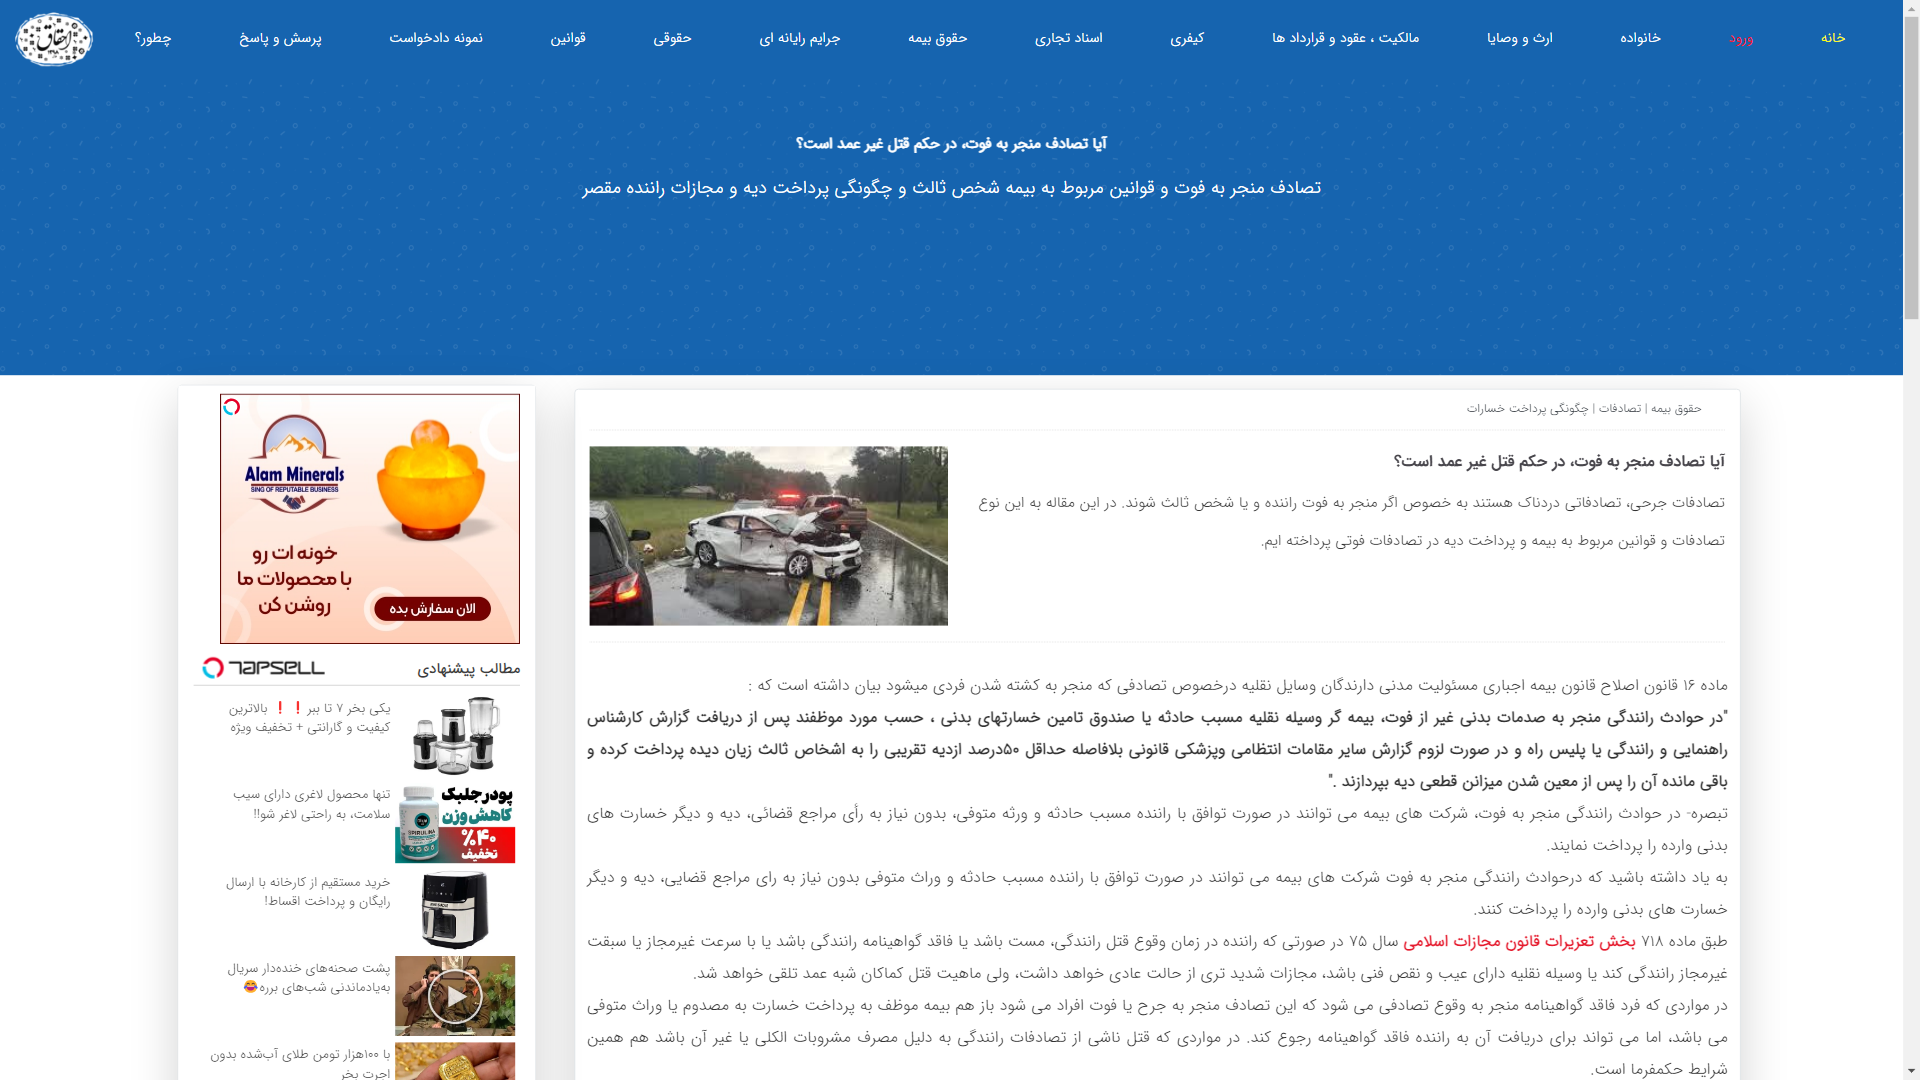 خانه
ورود
خانواده
ارث و وصایا
مالکیت ، عقود و قرارداد ها
کیفری
اسناد تجاری
حقوق بیمه
جرایم رایانه ای
حقوقی
قوانین
نمونه دادخواست
پرسش و پاسخ
چطور؟
احقاق
آیا تصادف منجر به فوت، در حکم قتل غیر عمد است؟
تصادف منجر به فوت و قوانین مربوط به بیمه شخص ثالث و چگونگی پرداخت دیه و مجازات راننده مقصر
حقوق بیمه | تصادفات | چگونگی پرداخت خسارات
آیا تصادف منجر به فوت، در حکم قتل غیر عمد است؟
تصادفات جرحی، تصادفاتی دردناک هستند به خصوص اگر منجر به فوت راننده و یا شخص ثالث شوند. در این مقاله به این نوع
تصادفات و قوانین مربوط به بیمه و پرداخت دیه در تصادفات فوتی پرداخته ایم.
ماده ۱۶ قانون اصلاح قانون بیمه اجباری مسئولیت مدنی دارندگان وسایل نقلیه درخصوص تصادفی که منجر به کشته شدن فردی میشود بیان داشته است که :
"در حوادث رانندگی منجر به صدمات بدنی غیر از فوت، بیمه گر وسیله نقلیه مسبب حادثه یا صندوق تامین خسارتهای بدنی ، حسب مورد موظفند پس از دریافت گزارش کارشناس
راهنمایی و رانندگی یا پلیس راه و در صورت لزوم گزارش سایر مقامات انتظامی وپزشکی قانونی بلافاصله حداقل ۵۰درصد ازدیه تقریبی را به اشخاص ثالث زیان دیده پرداخت کرده و
باقی مانده آن را پس از معین شدن میزانن قطعی دیه بپردازند ."
تبصره- در حوادث رانندگی منجر به فوت، شرکت های بیمه می توانند در صورت توافق با راننده مسبب حادثه و ورثه متوفی، بدون نیاز به رأی مراجع قضائی، دیه و دیگر خسارت های
بدنی وارده را پرداخت نمایند.
به یاد داشته باشید که درحوادث رانندگی منجر به فوت شرکت های بیمه می توانند در صورت توافق با راننده مسبب حادثه و وراث متوفی بدون نیاز به رای مراجع قضایی، دیه و دیگر
خسارت های بدنی وارده را پرداخت کنند.
طبق ماده ۷۱۸ بخش تعزیرات قانون مجازات اسلامی سال ۷۵ در صورتی که راننده در زمان وقوع قتل رانندگی، مست باشد یا فاقد گواهینامه رانندگی باشد یا با سرعت غیرمجاز یا سبقت
غیرمجاز رانندگی کند یا وسیله نقلیه دارای عیب و نقص فنی باشد، مجازات شدید تری از حالت عادی خواهد داشت، ولی ماهیت قتل کماکان شبه عمد تلقی خواهد شد.
در مواردی که فرد فاقد گواهینامه منجر به وقوع تصادفی می شود که این تصادف منجر به جرح یا فوت افراد می شود باز هم بیمه موظف به پرداخت خسارت به مصدوم یا وراث متوفی
می باشد، اما می تواند برای دریافت آن به راننده فاقد گواهینامه رجوع کند. در مواردی که قتل ناشی از تصادفات رانندگی به دلیل مصرف مشروبات الکلی یا غیر آن باشد هم همین
شرایط حکمفرما است.
Alam Minerals
SING OF REPUTABLE BUSINESS
خونه ات رو
با محصولات ما
روشن کن
الان سفارش بده
مطالب پیشنهادی
TAPSELL
یکی بخر ۷ تا ببر❗❗ بالاترین
کیفیت و گارانتی + تخفیف ویژه
تنها محصول لاغری دارای سیب
سلامت، به راحتی لاغر شو!!
پودر جلبک
کاهش وزن
SPIRULINA
%۴۰
تخفیف
خرید مستقیم از کارخانه با ارسال
رایگان و پرداخت اقساط!
پشت صحنه‌های خنده‌دار سریال
به‌یادماندنی شب‌های برره😂
با ۱۰۰هزار تومن طلای آب‌شده بدون
اجرت بخر